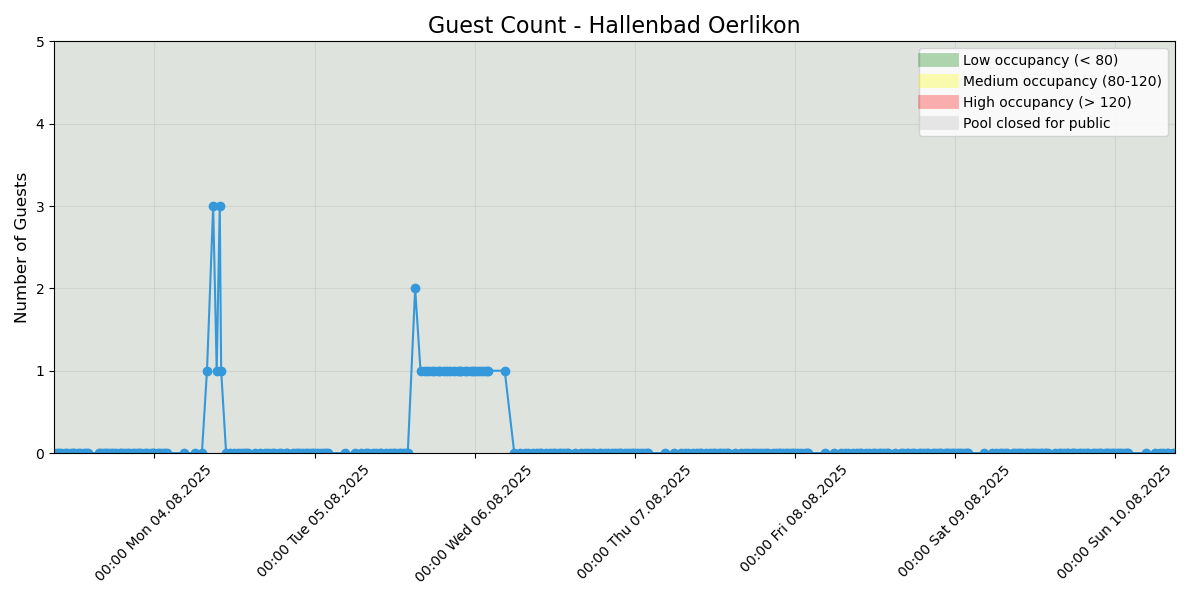 Guest Count - Hallenbad Oerlikon
Number of Guests
5
4
3
2
1
0
Low occupancy (< 80)
Medium occupancy (80-120)
High occupancy (> 120)
Pool closed for public
00:00 Mon 04.08.2025
00:00 Tue 05.08.2025
00:00 Wed 06.08.2025
00:00 Thu 07.08.2025
00:00 Fri 08.08.2025
00:00 Sat 09.08.2025
00:00 Sun 10.08.2025